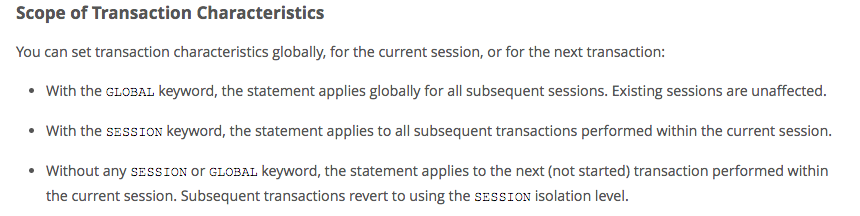 Scope of Transaction Characteristics
You can set transaction characteristics globally, for the current session, or for the next transaction:
• With the GLOBAL keyword, the statement applies globally for all subsequent sessions. Existing sessions are unaffected.
• With the SESSION keyword, the statement applies to all subsequent transactions performed within the current session.
• Without any SESSION or GLOBAL keyword, the statement applies to the next (not started) transaction performed within
the current session. Subsequent transactions revert to using the SESSION isolation level.